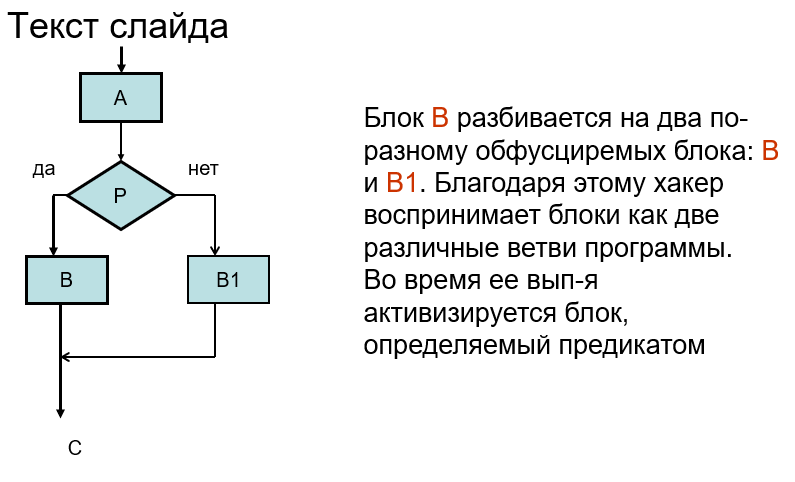 Текст слайда
A
да
нет
P
B
B1
C
Блок B разбивается на два по-
разному обфусциремых блока: B
и B1. Благодаря этому хакер
воспринимает блоки как две
различные ветви программы.
Во время ее вып-я
активизируется блок,
определяемый предикатом